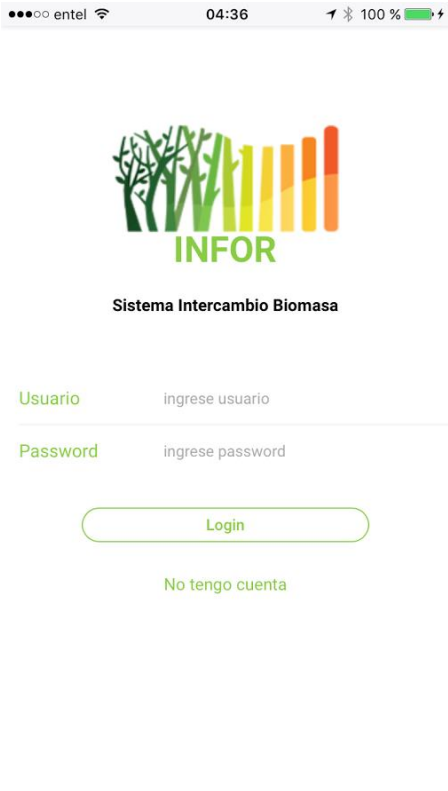 entel 04:36 100 %
INFOR
Sistema Intercambio Biomasa
Usuario ingrese usuario
Password ingrese password
Login
No tengo cuenta